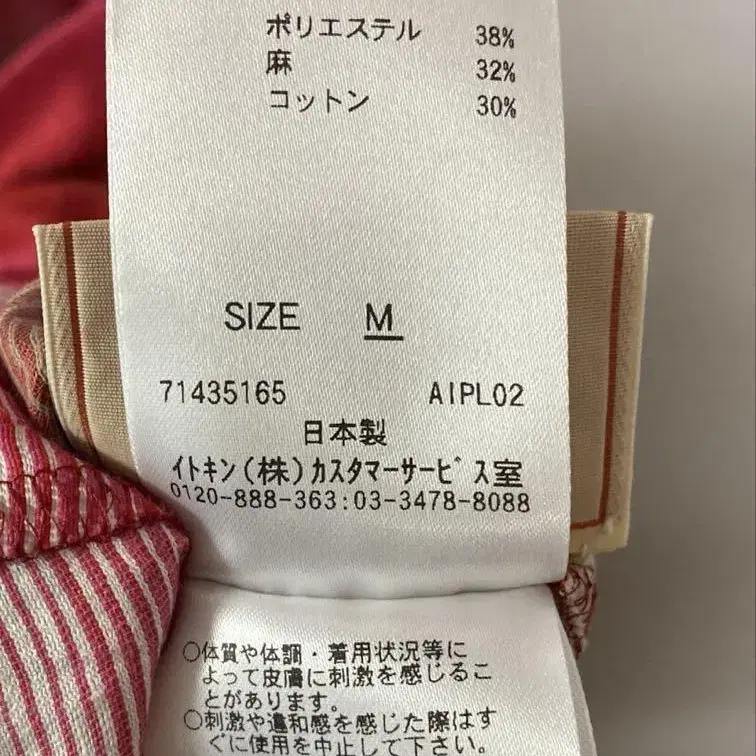 ポリエステル 38%
麻 32%
コットン 30%
SIZE M
71435165 AIPL02
日本製
イトキン(株)カスタマーサービス室
0120-888-363:03-3478-8088
○体質や体調・着用状況等に
よって皮膚に刺激を感じるこ
とがあります。
○刺激や違和感を感じた際はす
ぐに使用を中止して下さい。